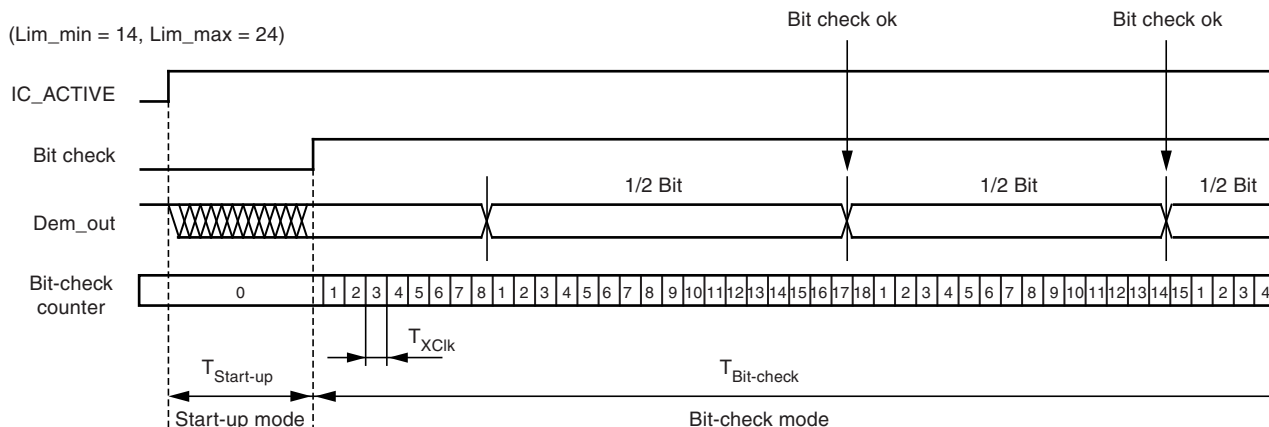 Bit check ok Bit check ok
(Lim_min = 14, Lim_max = 24)
IC_ACTIVE
Bit check
1/2 Bit 1/2 Bit 1/2 Bit
Dem_out
Bit-check
counter
0 1 2 3 4 5 6 7 8 1 2 3 4 5 6 7 8 9 10 11 12 13 14 15 16 17 18 1 2 3 4 5 6 7 8 9 10 11 12 13 14 15 1 2 3 4
TXClk
TStart-up TBit-check
Start-up mode Bit-check mode